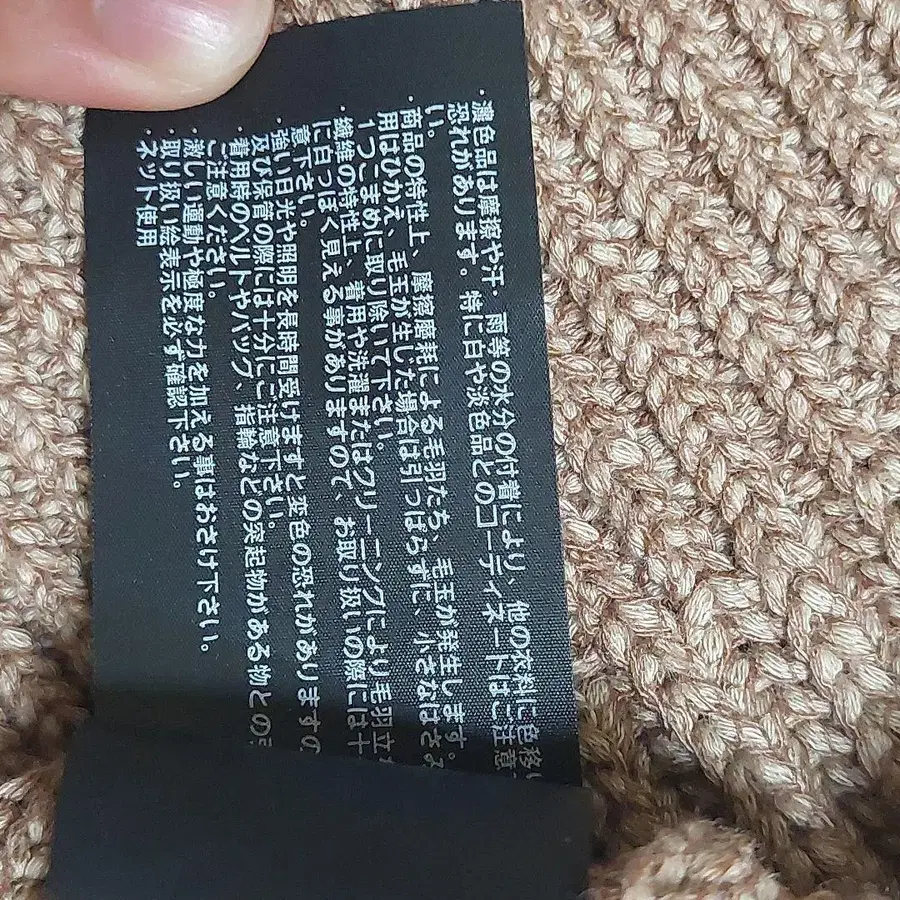 ・濃色品は摩擦や汗・雨等の水分の付着により、他の衣料に色移
恐れがあります。特に白や淡色品とのコーディネートはご注意
い。
・商品の特性上、摩擦磨耗による毛羽たち、毛玉が発生します。
用はひかえ、毛玉が生じた場合は引っぱらずに、小さなはさ
1つこまめに取り除いて下さい。
・繊維の特性上、着用や洗濯またはクリーニングにより毛羽立
に白っぽく見える事がありますので、お取り扱いの際には十
意下さい。
・強い日光や照明を長時間受けますと変色の恐れがありますの
及び保管の際には十分にご注意下さい。
・着用時のベルトやバッグ、指輪などの突起物がある物との
ご注意ください。
・激しい運動や極度な力を加える事はおさけ下さい。
・取り扱い絵表示を必ず確認下さい。
・ネット使用